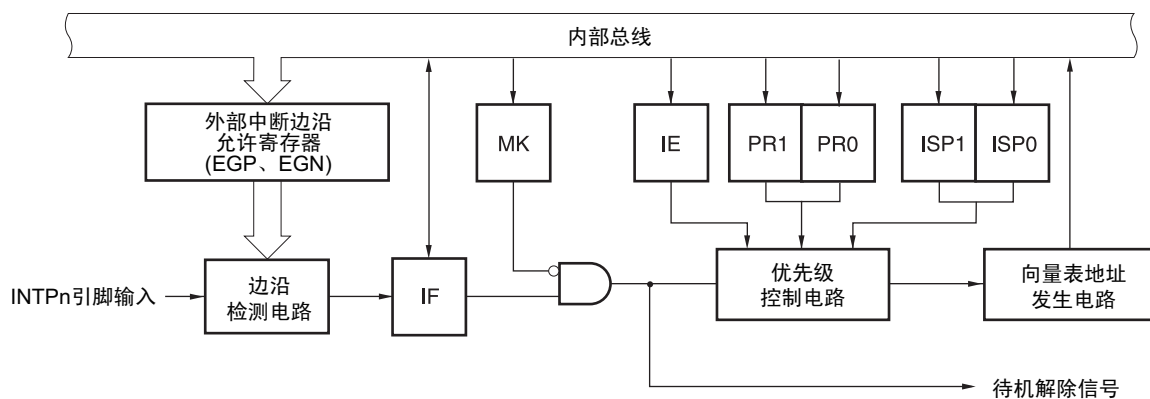 内部总线
外部中断边沿
允许寄存器
(EGP、EGN)
MK
IE
PR1
PR0
ISP1
ISP0
INTPn引脚输入
边沿
检测电路
IF
优先级
控制电路
向量表地址
发生电路
待机解除信号